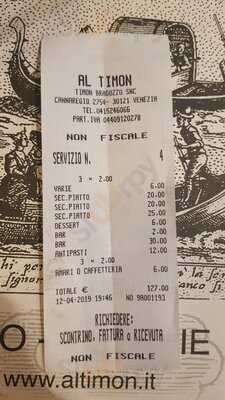 AL TIMON
TIMON BRAGOZZO SNC
CANNAREGIO 2754- 30121 VENEZIA
TEL.0415246066
PART.IVA 04409120278
NON FISCALE
SERVIZIO N. 4
3 × 2.00
VARIE 6.00
SEC.PIATTO 20.00
SEC.PIATTO 20.00
SEC.PIATTO 25.00
DESSERT 6.00
BAR 2.00
BAR 30.00
ANTIPASTI 12.00
3 × 2.00
AMARI O CAFFETTERIA 6.00
TOTALE € 127.00
12-04-2019 19:46 NO 98001193
RICHIEDERE:
SCONTRINO, FATTURA o RICEVUTA
NON FISCALE
www.altimon.it